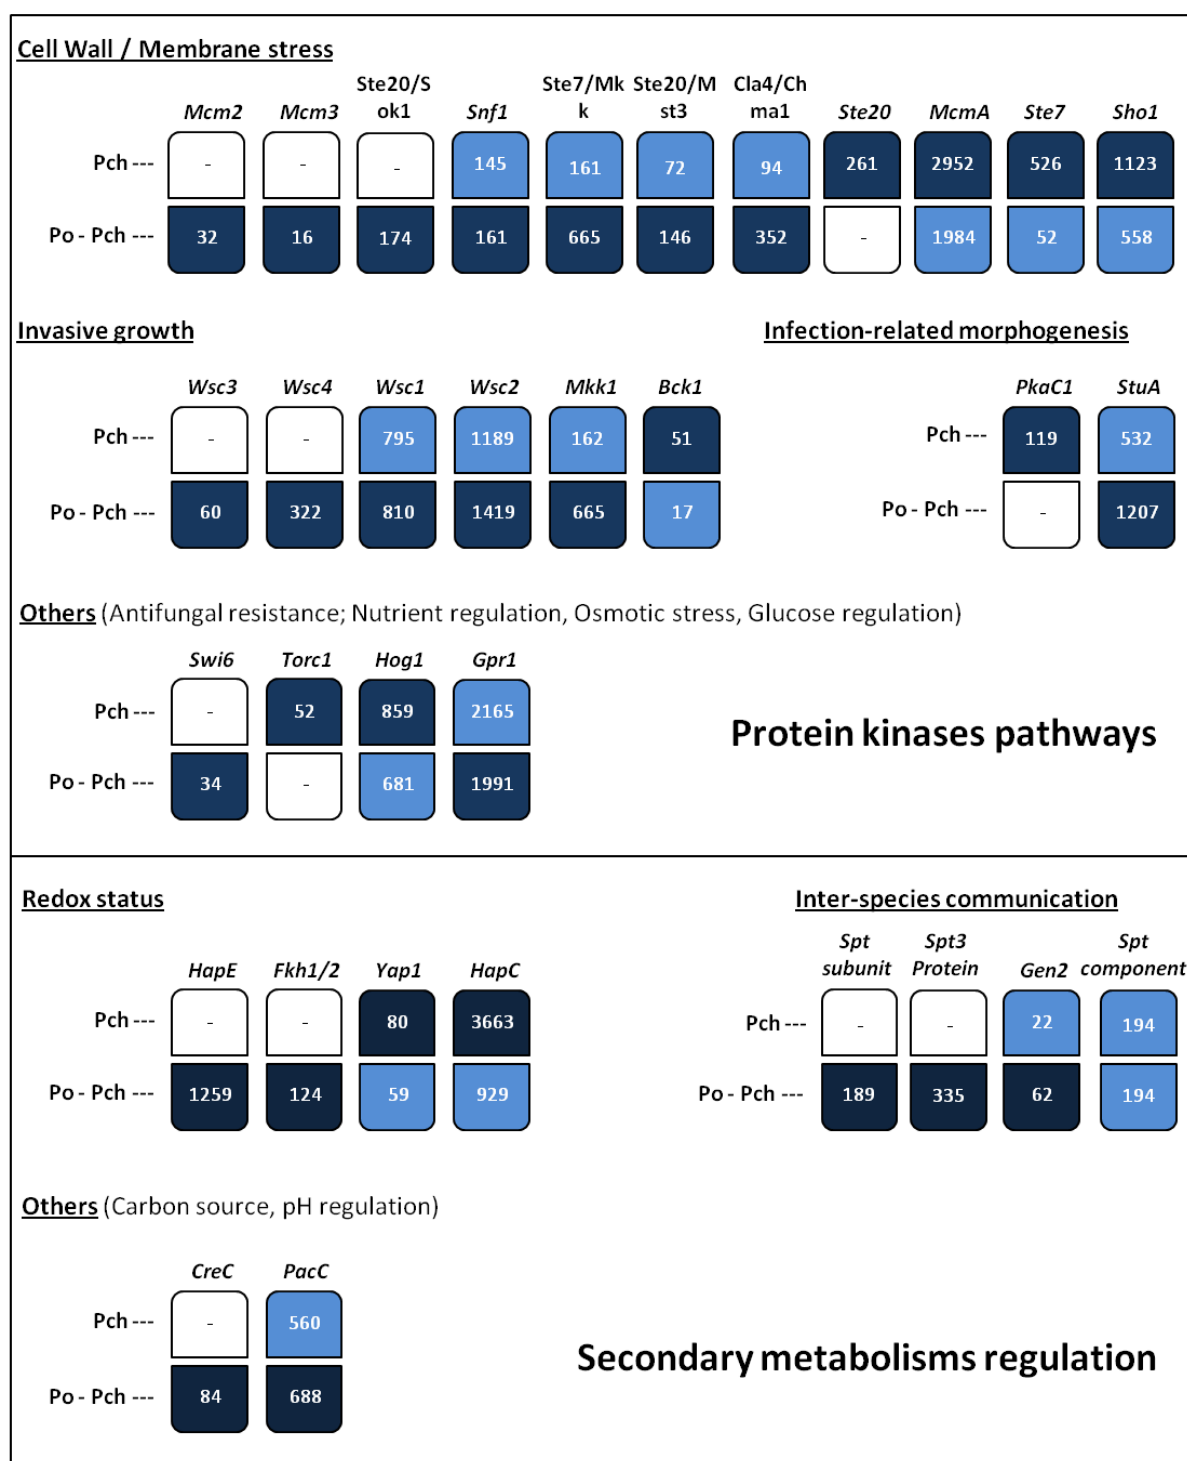 Cell Wall / Membrane stress
Mcm2 Mcm3 Ste20/S ok1 Snf1 Ste7/Mk k Ste20/M st3 Cla4/Ch ma1 Ste20 McmA Ste7 Sho1
Pch --- - - - 145 161 72 94 261 2952 526 1123
Po - Pch --- 32 16 174 161 665 146 352 - 1984 52 558
Invasive growth
Wsc3 Wsc4 Wsc1 Wsc2 Mkk1 Bck1
Pch --- - - 795 1189 162 51
Po - Pch --- 60 322 810 1419 665 17
Infection-related morphogenesis
PkaC1 StuA
Pch --- 119 532
Po - Pch --- - 1207
Others (Antifungal resistance; Nutrient regulation, Osmotic stress, Glucose regulation)
Swi6 Torc1 Hog1 Gpr1
Pch --- - 52 859 2165
Po - Pch --- 34 - 681 1991
Protein kinases pathways
Redox status
HapE Fkh1/2 Yap1 HapC
Pch --- - - 80 3663
Po - Pch --- 1259 124 59 929
Inter-species communication
Spt subunit Spt3 Protein Gen2 Spt component
Pch --- - - 22 194
Po - Pch --- 189 335 62 194
Others (Carbon source, pH regulation)
CreC PacC
Pch --- - 560
Po - Pch --- 84 688
Secondary metabolisms regulation